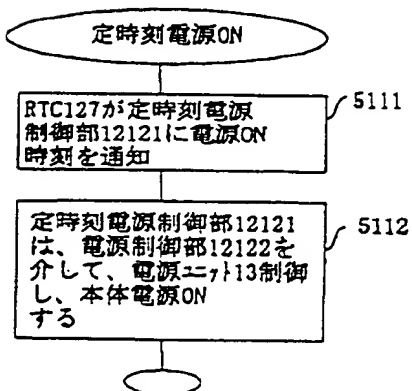 定時刻電源ON
RTC127が定時刻電源
制御部12121に電源ON
時刻を通知
5111
定時刻電源制御部12121
は、電源制御部12122を
介して、電源ユニット13制御
し、本体電源ON
する
5112